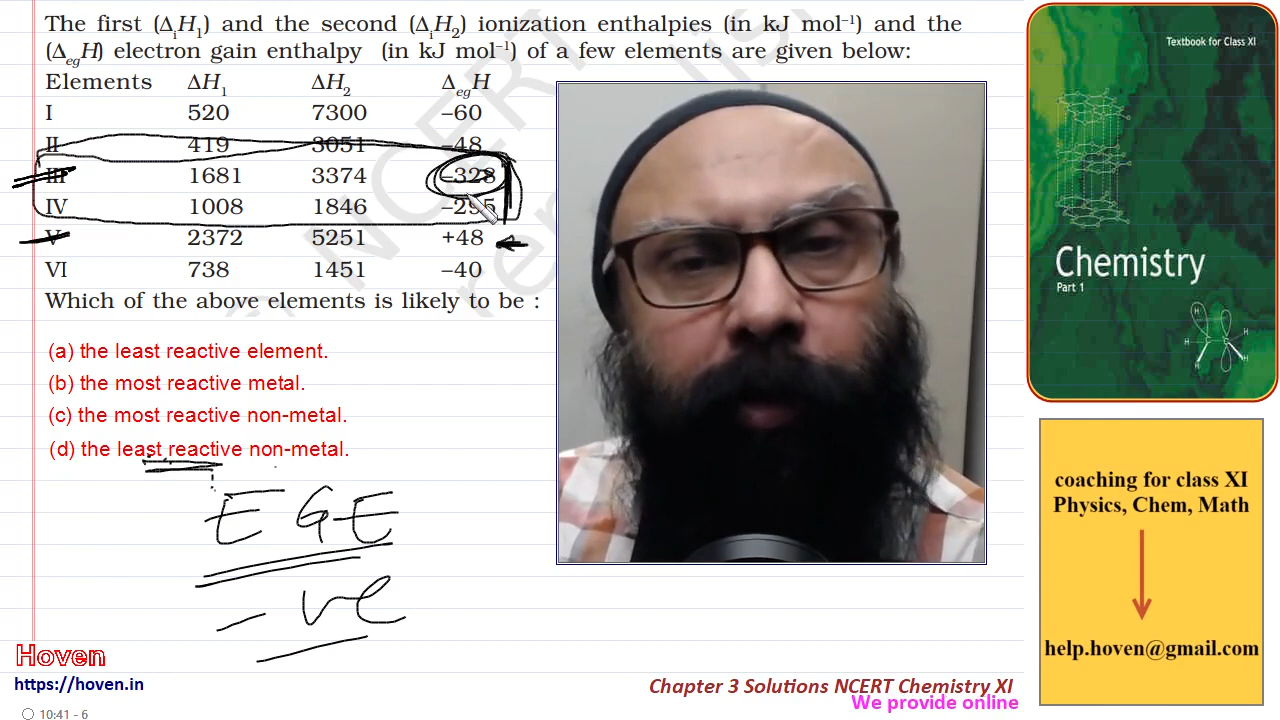 The first (ΔᵢH₁) and the second (ΔᵢH₂) ionization enthalpies (in kJ mol⁻¹) and the
(ΔegH) electron gain enthalpy (in kJ mol⁻¹) of a few elements are given below:
Elements ΔH₁ ΔH₂ ΔegH
I 520 7300 –60
II 419 3051 –48
III 1681 3374 –328
IV 1008 1846 –295
V 2372 5251 +48
VI 738 1451 –40
Which of the above elements is likely to be :
(a) the least reactive element.
(b) the most reactive metal.
(c) the most reactive non-metal.
(d) the least reactive non-metal.
E G E
– ve
Hoven
https://hoven.in
10:41 - 6
Chapter 3 Solutions NCERT Chemistry XI
We provide online
Textbook for Class XI
Chemistry
Part 1
H
H C C H
H H
coaching for class XI
Physics, Chem, Math
help.hoven@gmail.com
NCERT